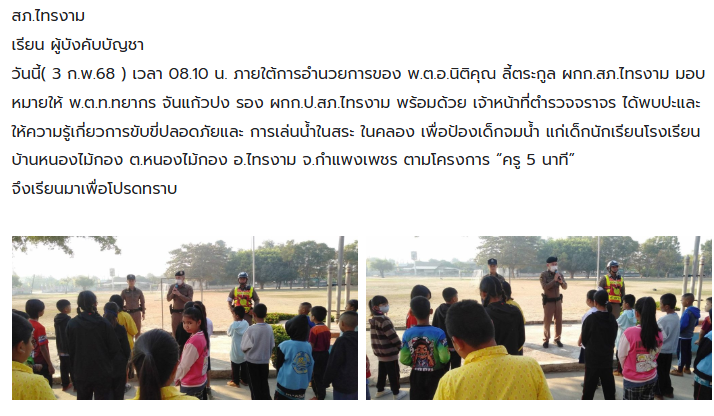 สภ.ไทรงาม
เรียน ผู้บังคับบัญชา
วันนี้( 3 ก.พ.68 ) เวลา 08.10 น. ภายใต้การอำนวยการของ พ.ต.อ.นิติคุณ ลี้ตระกูล ผกก.สภ.ไทรงาม มอบ
หมายให้ พ.ต.ท.ทยากร จันแก้วปง รอง ผกก.ป.สภ.ไทรงาม พร้อมด้วย เจ้าหน้าที่ตำรวจจราจร ได้พบปะและ
ให้ความรู้เกี่ยวการขับขี่ปลอดภัยและ การเล่นน้ำในสระ ในคลอง เพื่อป้องเด็กจมน้ำ แก่เด็กนักเรียนโรงเรียน
บ้านหนองไม้กอง ต.หนองไม้กอง อ.ไทรงาม จ.กำแพงเพชร ตามโครงการ “ครู 5 นาที”
จึงเรียนมาเพื่อโปรดทราบ